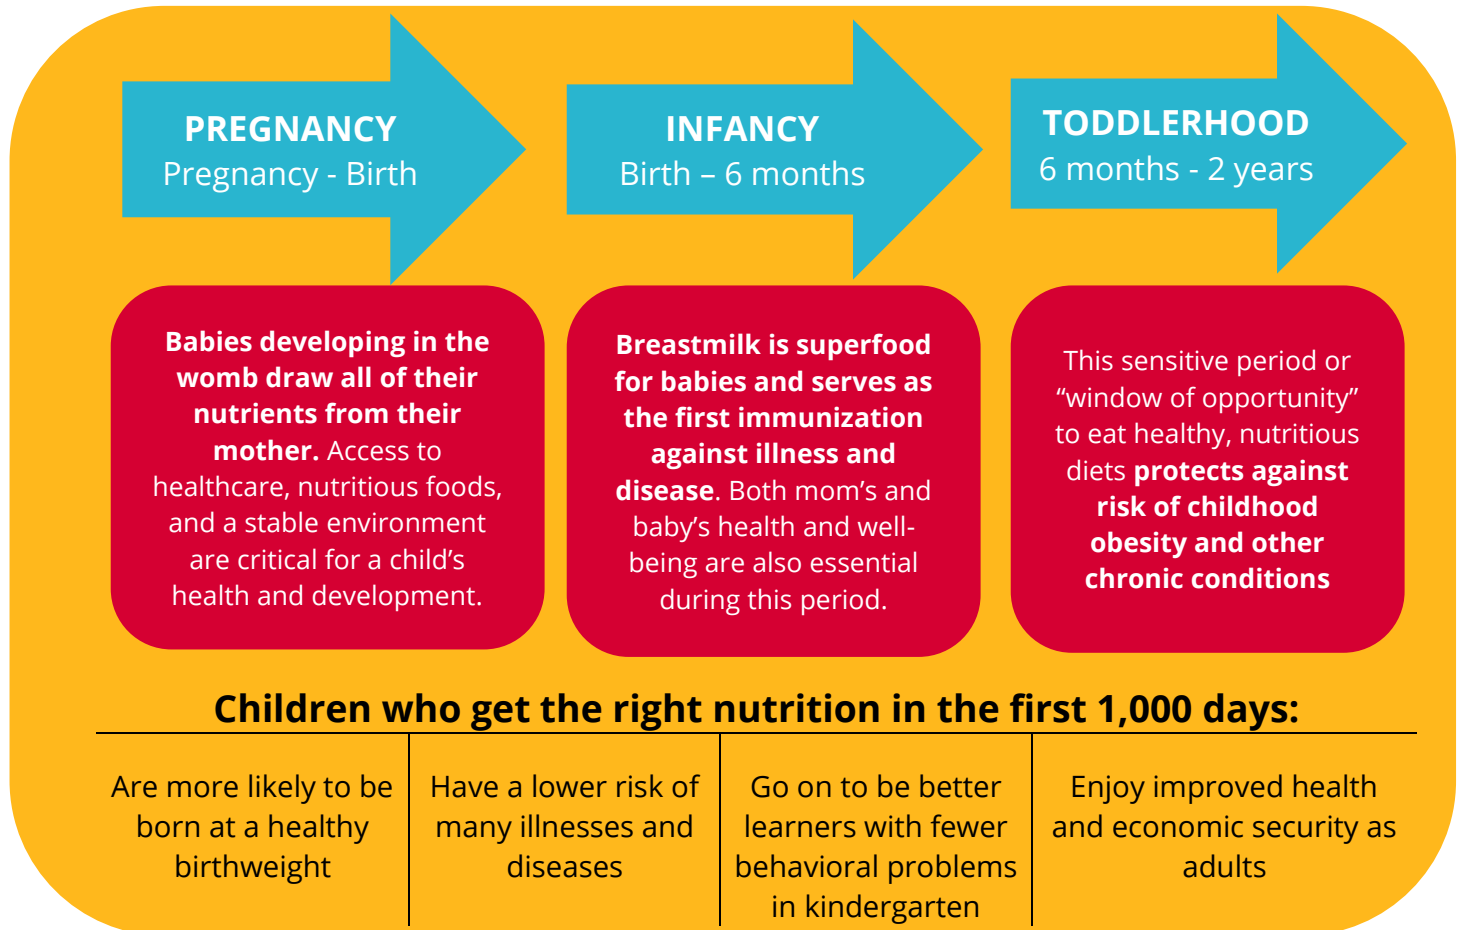 PREGNANCY
Pregnancy - Birth
INFANCY
Birth – 6 months
TODDLERHOOD
6 months - 2 years
Babies developing in the
womb draw all of their
nutrients from their
mother. Access to
healthcare, nutritious foods,
and a stable environment
are critical for a child’s
health and development.
Breastmilk is superfood
for babies and serves as
the first immunization
against illness and
disease. Both mom’s and
baby’s health and well-
being are also essential
during this period.
This sensitive period or
“window of opportunity”
to eat healthy, nutritious
diets protects against
risk of childhood
obesity and other
chronic conditions
Children who get the right nutrition in the first 1,000 days:
Are more likely to be
born at a healthy
birthweight
Have a lower risk of
many illnesses and
diseases
Go on to be better
learners with fewer
behavioral problems
in kindergarten
Enjoy improved health
and economic security as
adults